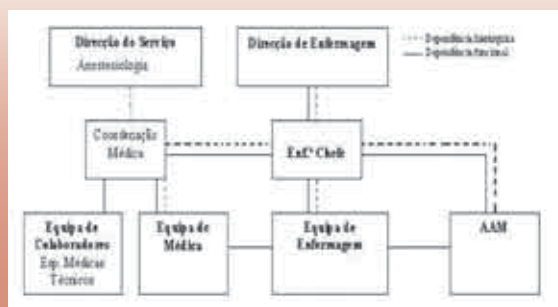 Direcção do Serviço
Anestesiologia
Direcção de Enfermagem
Dependência hierárquica
Dependência funcional
Coordenação
Médica
Enf.º Chefe
Equipa de
Colaboradores
Esp. Médicas
Técnicos
Equipa de
Médica
Equipa de
Enfermagem
AAM